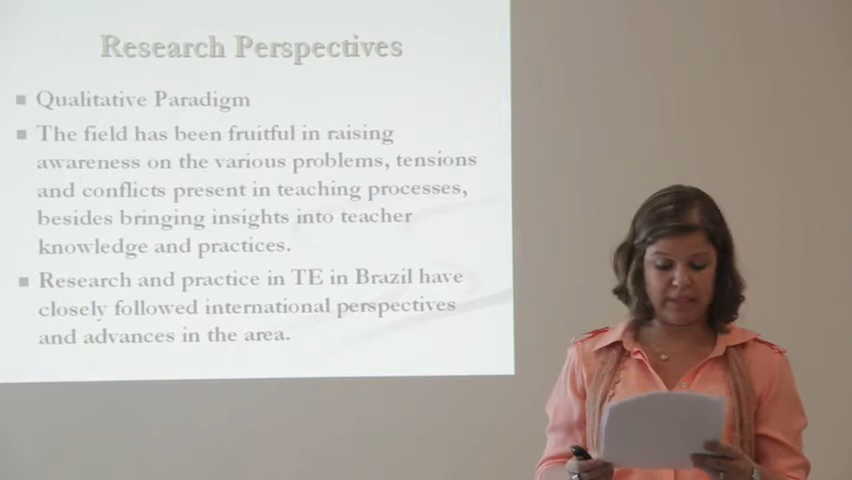 Research Perspectives
Qualitative Paradigm
The field has been fruitful in raising
awareness on the various problems, tensions
and conflicts present in teaching processes,
besides bringing insights into teacher
knowledge and practices.
Research and practice in TE in Brazil have
closely followed international perspectives
and advances in the area.